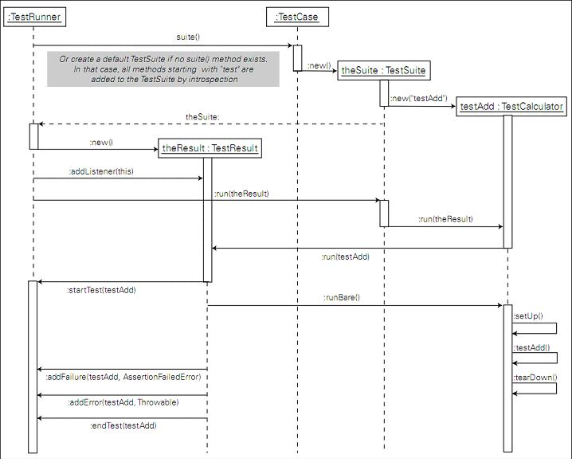 :TestRunner
:TestCase
suite()
Or create a default TestSuite if no suite() method exists.
In that case, all methods starting with "test" are
added to the TestSuite by introspection
:new()
theSuite : TestSuite
:new("testAdd")
testAdd : TestCalculator
theSuite:
:new()
theResult : TestResult
:addListener(this)
:run(theResult)
:run(theResult)
:run(testAdd)
:startTest(testAdd)
:runBare()
:setUp()
:testAdd()
:addFailure(testAdd, AssertionFailedError)
:tearDown()
:addError(testAdd, Throwable)
:endTest(testAdd)